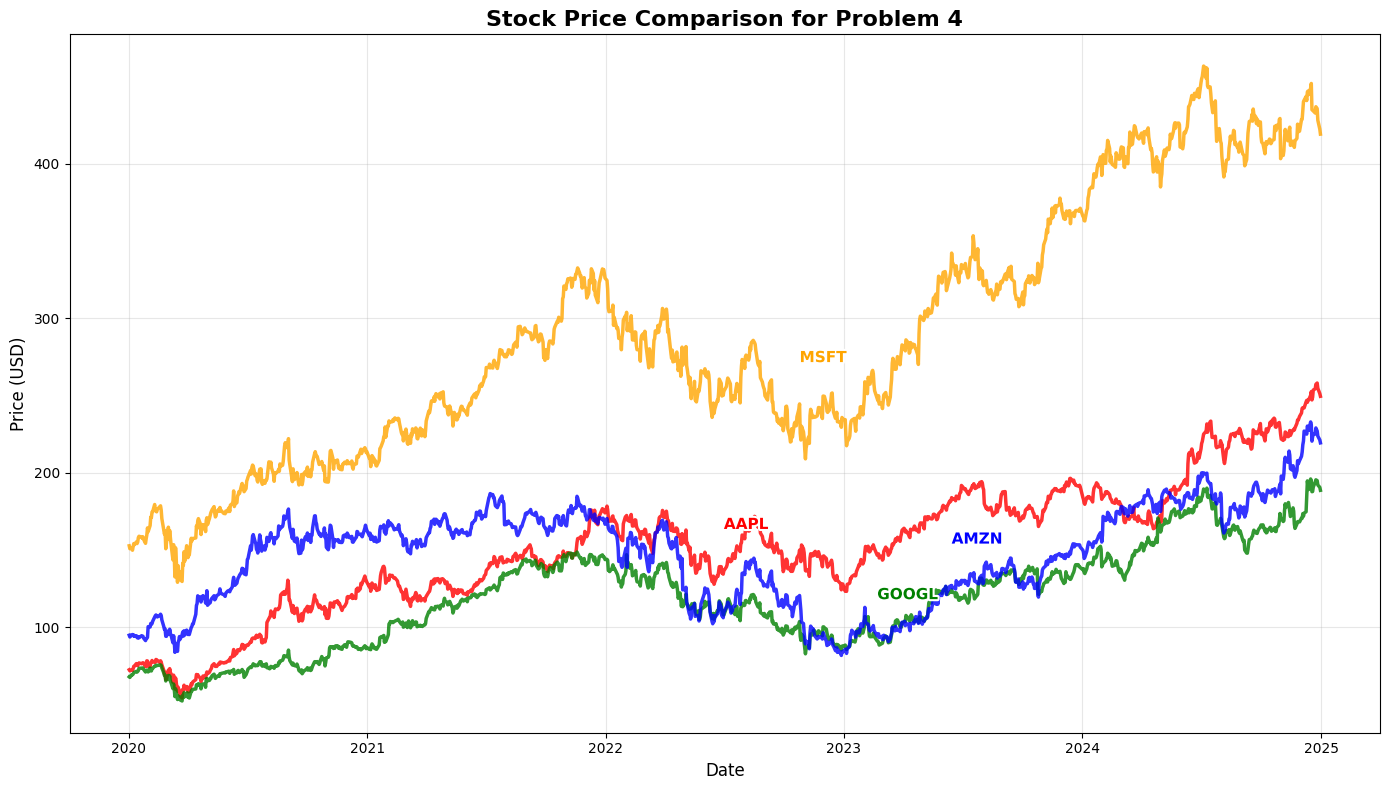 Stock Price Comparison for Problem 4
Price (USD)
400
300
200
100
MSFT
AAPL
AMZN
GOOGL
2020 2021 2022 2023 2024 2025
Date